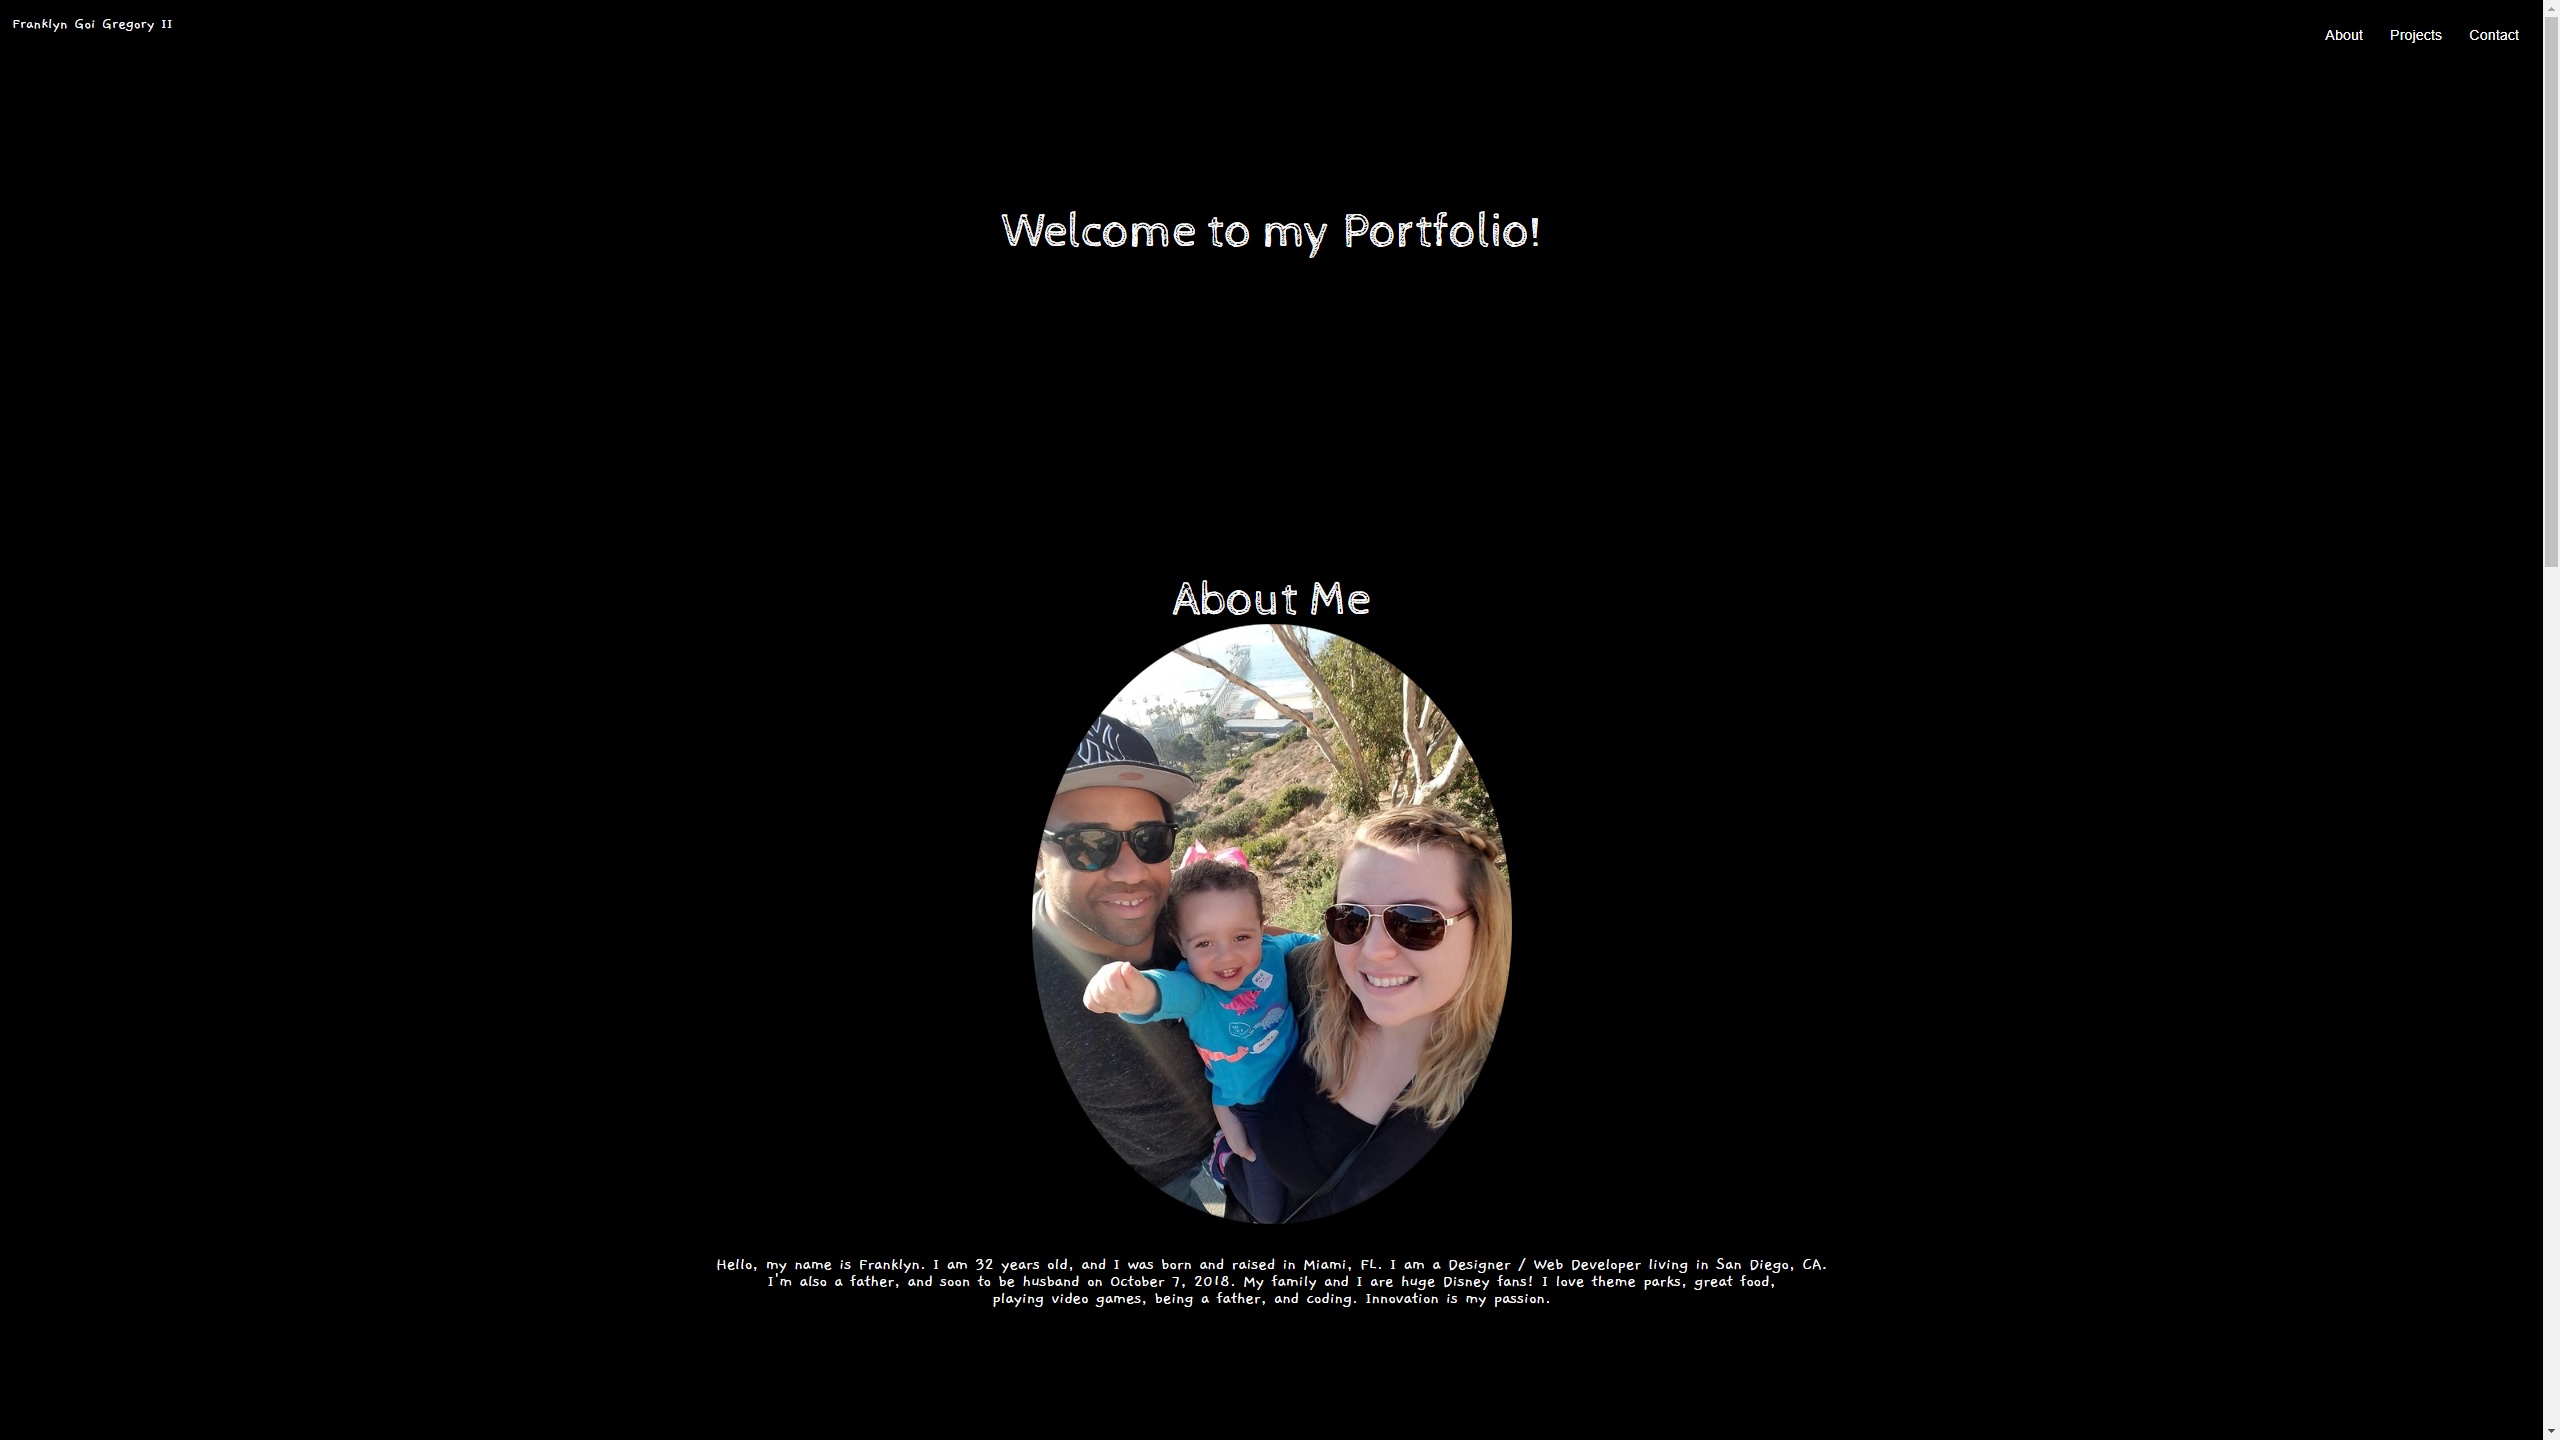 Franklyn Goi Gregory II
About Projects Contact
Welcome to my Portfolio!
About Me
Hello, my name is Franklyn. I am 32 years old, and I was born and raised in Miami, FL. I am a Designer / Web Developer living in San Diego, CA.
I'm also a father, and soon to be husband on October 7, 2018. My family and I are huge Disney fans! I love theme parks, great food,
playing video games, being a father, and coding. Innovation is my passion.